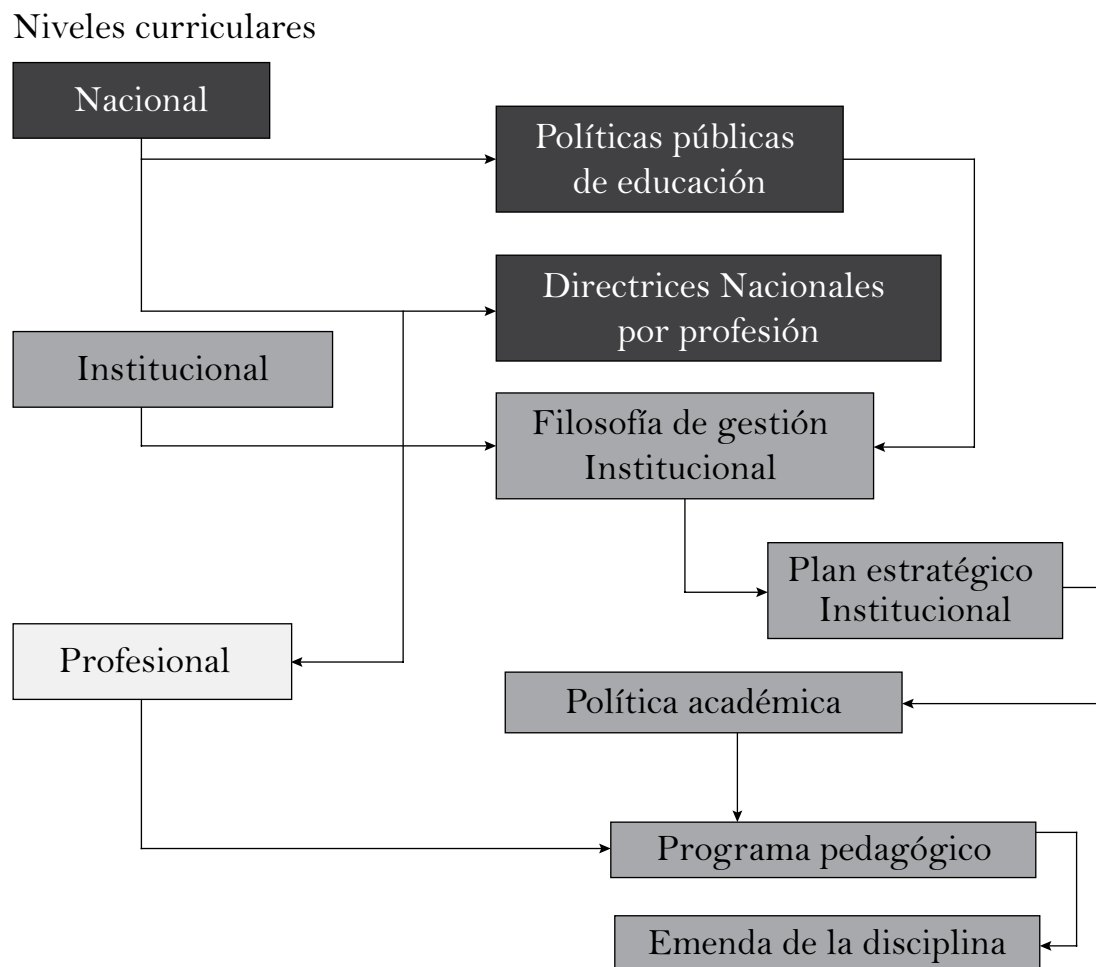 Niveles curriculares
Nacional
Políticas públicas
de educación
Directrices Nacionales
por profesión
Institucional
Filosofía de gestión
Institucional
Plan estratégico
Institucional
Profesional
Política académica
Programa pedagógico
Emenda de la disciplina